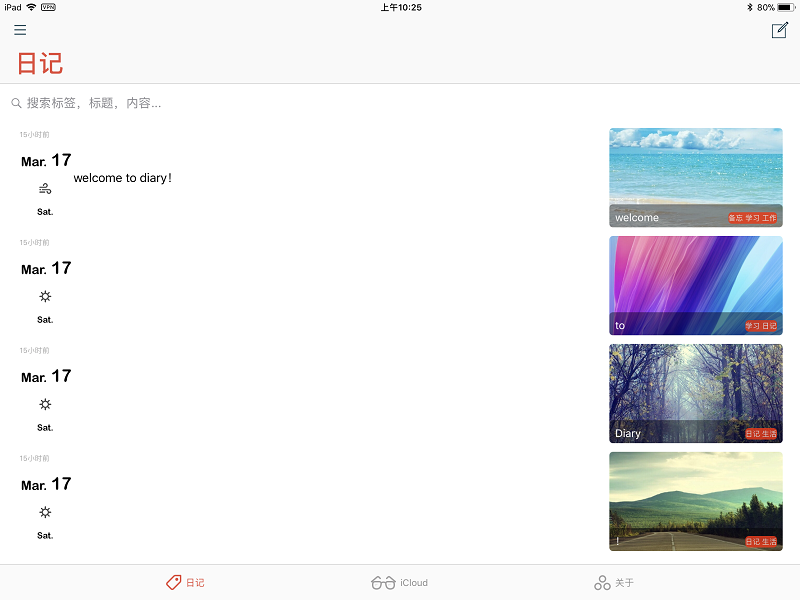 iPad VPN 上午10:25 80%
日记
搜索标签，标题，内容...
15小时前
Mar. 17
welcome to diary!
Sat.
welcome 备忘 学习 工作
15小时前
Mar. 17
Sat.
to 学习 日记
15小时前
Mar. 17
Sat.
Diary 日记 生活
15小时前
Mar. 17
Sat.
! 日记 生活
日记 iCloud 关于